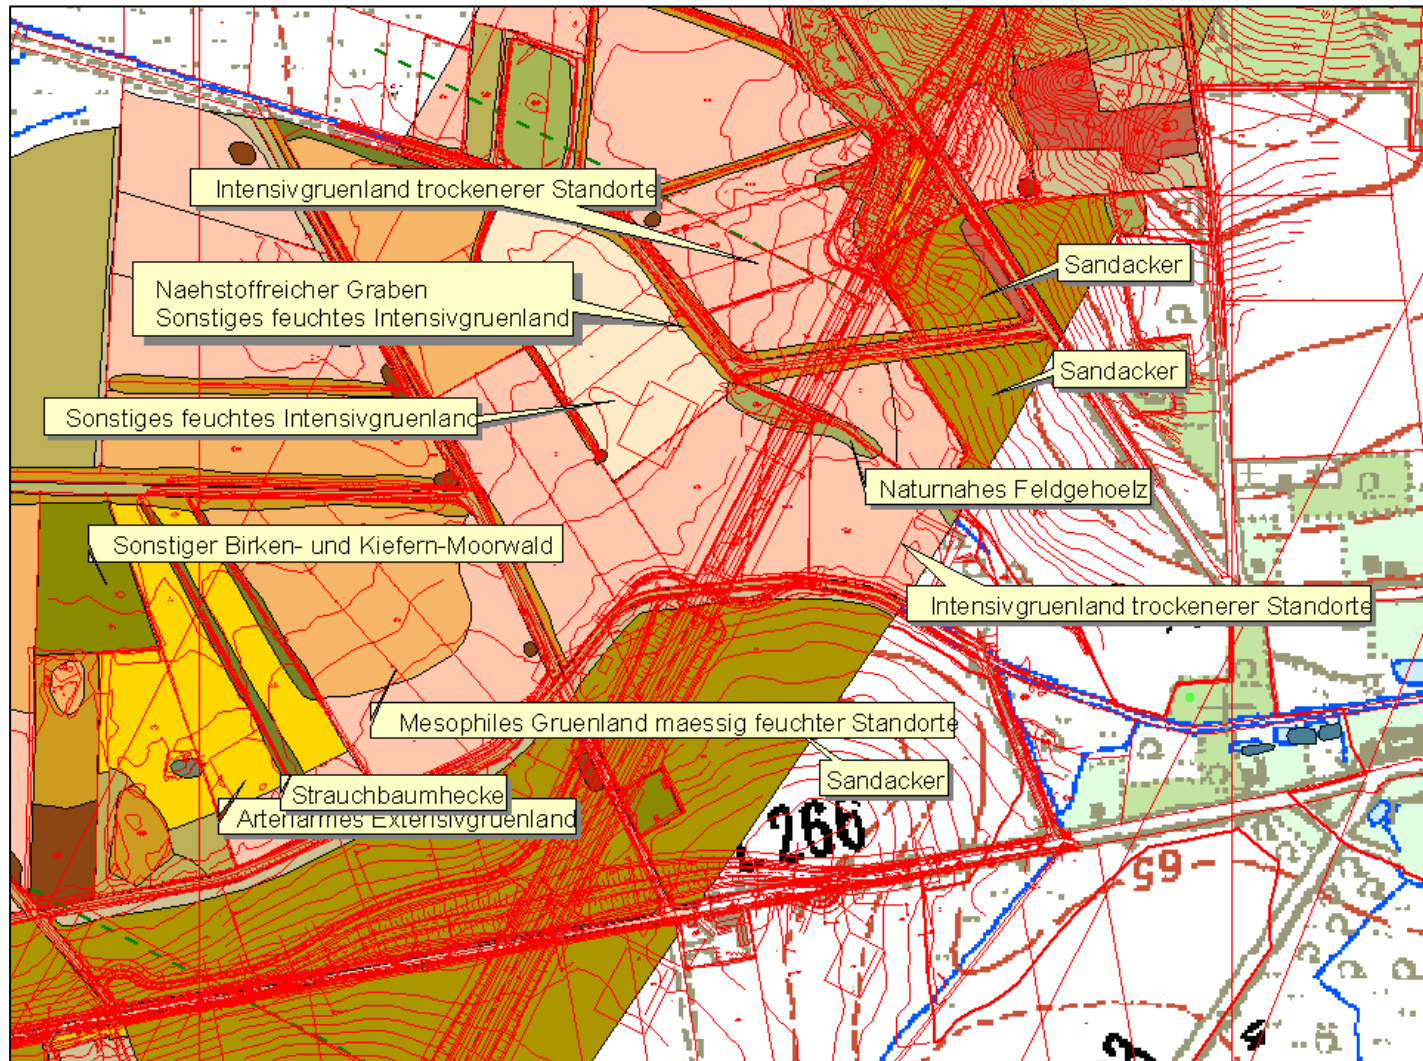 Intensivgruenland trockenerer Standorte
Sandacker
Naehstoffreicher Graben
Sonstiges feuchtes Intensivgruenland
Sandacker
Sonstiges feuchtes Intensivgruenland
Naturnahes Feldgehoelz
Sonstiger Birken- und Kiefern-Moorwald
Intensivgruenland trockenerer Standorte
Mesophiles Gruenland maessig feuchter Standorte
Sandacker
Strauchbaumhecke
Artenarmes Extensivgruenland
266
65